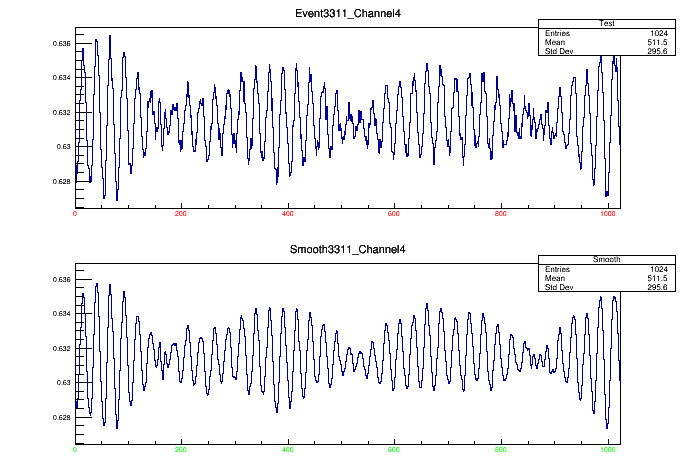 Event3311_Channel4
Test
Entries 1024
Mean 511.5
Std Dev 295.6
0.636
0.634
0.632
0.63
0.628
0 200 400 600 800 1000
Smooth3311_Channel4
Smooth
Entries 1024
Mean 511.5
Std Dev 295.6
0.636
0.634
0.632
0.63
0.628
0 200 400 600 800 1000